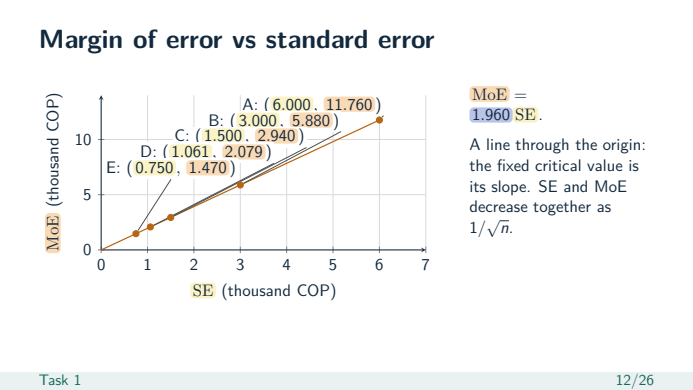 Margin of error vs standard error
MoE (thousand COP)
10
5
0
0 1 2 3 4 5 6 7
SE (thousand COP)
A: (6.000, 11.760)
B: (3.000, 5.880)
C: (1.500, 2.940)
D: (1.061, 2.079)
E: (0.750, 1.470)
MoE =
1.960 SE.
A line through the origin:
the fixed critical value is
its slope. SE and MoE
decrease together as
1/√n.
Task 1
12/26